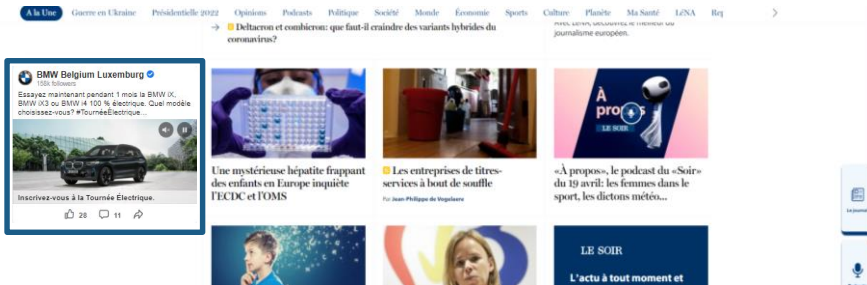 A la Une Guerre en Ukraine Présidentielle 2022 Opinions Podcasts Politique Société Monde Économie Sports Culture Planète Ma Santé LéNA
→ Deltacron et combicron: que faut-il craindre des variants hybrides du
coronavirus?
journalisme européen.
BMW Belgium Luxemburg
158k followers
Essayez maintenant pendant 1 mois la BMW iX,
BMW iX3 ou BMW i4 100 % électrique. Quel modèle
choisissez-vous? #TournéeÉlectrique...
Inscrivez-vous à la Tournée Électrique.
28 11
Une mystérieuse hépatite frappant
des enfants en Europe inquiète
l'ECDC et l'OMS
Les entreprises de titres-
services à bout de souffle
Par Jean-Philippe de Vogelaere
À
propos
LE SOIR
«À propos», le podcast du «Soir»
du 19 avril: les femmes dans le
sport, les dictons météo...
LE SOIR
L'actu à tout moment et
Le journal